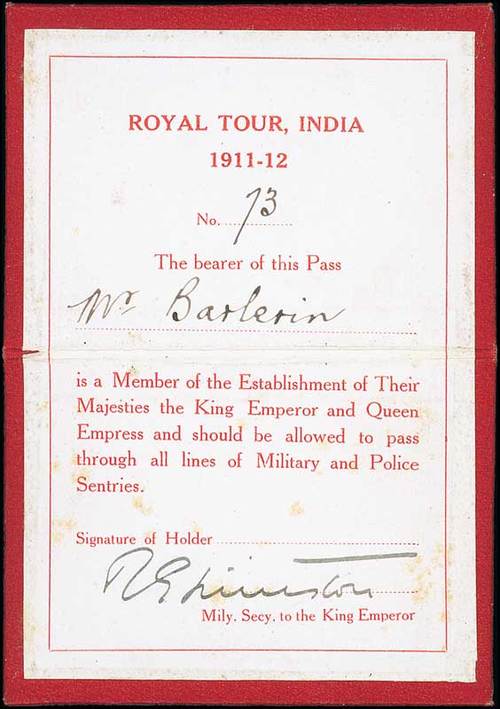 ROYAL TOUR, INDIA
1911-12
No. 73
The bearer of this Pass
Mr Barlerin
is a Member of the Establishment of Their
Majesties the King Emperor and Queen
Empress and should be allowed to pass
through all lines of Military and Police
Sentries.
Signature of Holder
R E Grimston
Mily. Secy. to the King Emperor